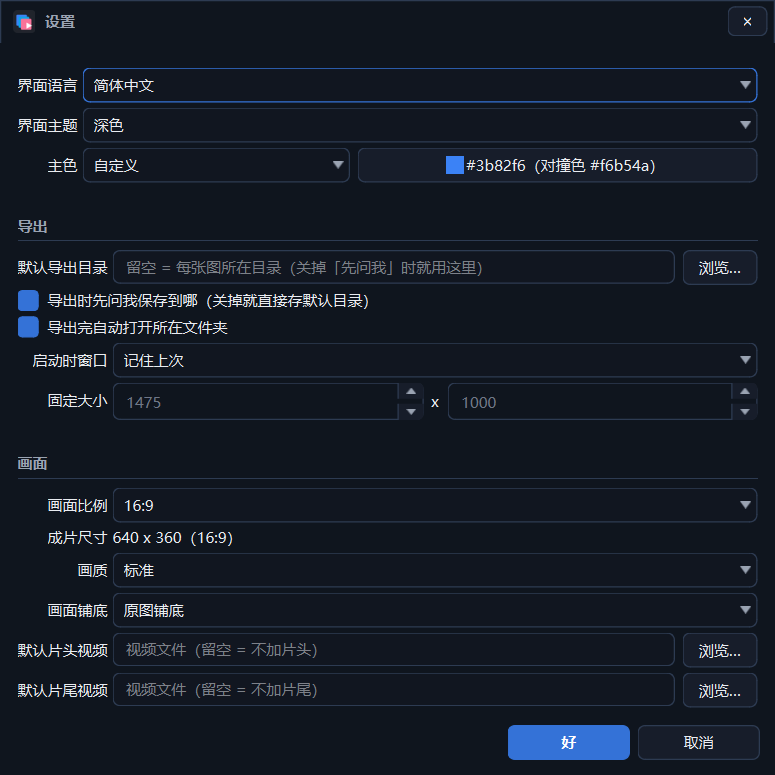 设置
界面语言 简体中文
界面主题 深色
主色 自定义 #3b82f6（对撞色 #f6b54a）
导出
默认导出目录 留空 = 每张图所在目录（关掉「先问我」时就用这里） 浏览...
导出时先问我保存到哪（关掉就直接存默认目录）
导出完自动打开所在文件夹
启动时窗口 记住上次
固定大小 1475 x 1000
画面
画面比例 16:9
成片尺寸 640 x 360（16:9）
画质 标准
画面铺底 原图铺底
默认片头视频 视频文件（留空 = 不加片头） 浏览...
默认片尾视频 视频文件（留空 = 不加片尾） 浏览...
好 取消